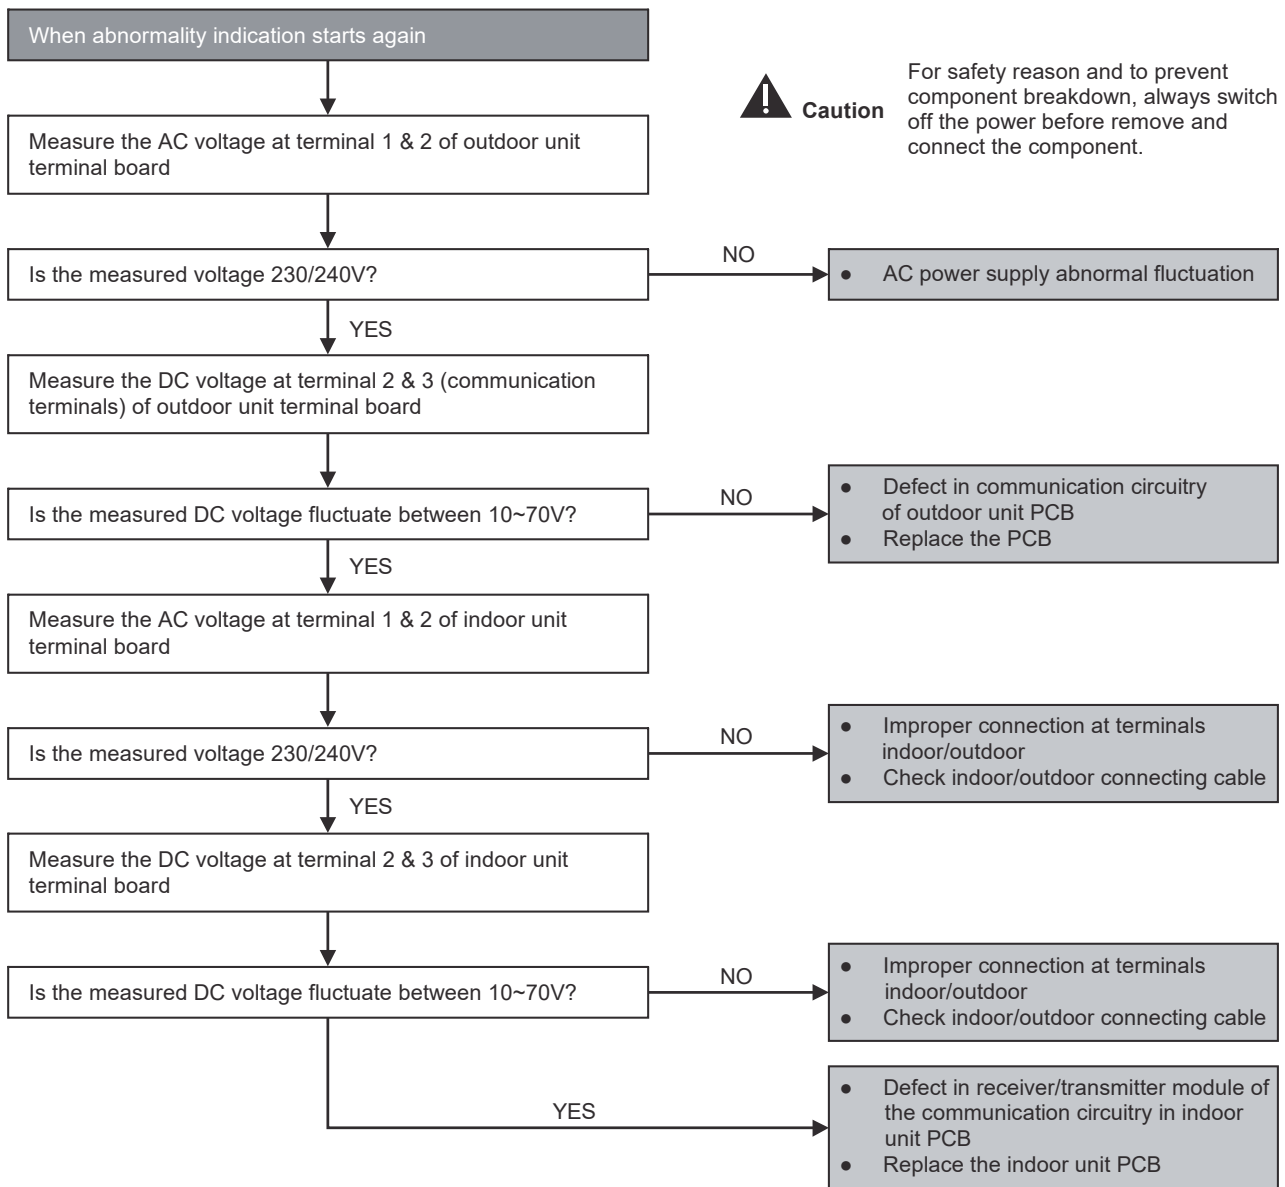 When abnormality indication starts again
Caution
For safety reason and to prevent
component breakdown, always switch
off the power before remove and
connect the component.
Measure the AC voltage at terminal 1 & 2 of outdoor unit
terminal board
Is the measured voltage 230/240V?
NO
● AC power supply abnormal fluctuation
YES
Measure the DC voltage at terminal 2 & 3 (communication
terminals) of outdoor unit terminal board
Is the measured DC voltage fluctuate between 10~70V?
NO
● Defect in communication circuitry
of outdoor unit PCB
● Replace the PCB
YES
Measure the AC voltage at terminal 1 & 2 of indoor unit
terminal board
Is the measured voltage 230/240V?
NO
● Improper connection at terminals
indoor/outdoor
● Check indoor/outdoor connecting cable
YES
Measure the DC voltage at terminal 2 & 3 of indoor unit
terminal board
Is the measured DC voltage fluctuate between 10~70V?
NO
● Improper connection at terminals
indoor/outdoor
● Check indoor/outdoor connecting cable
YES
● Defect in receiver/transmitter module of
the communication circuitry in indoor
unit PCB
● Replace the indoor unit PCB